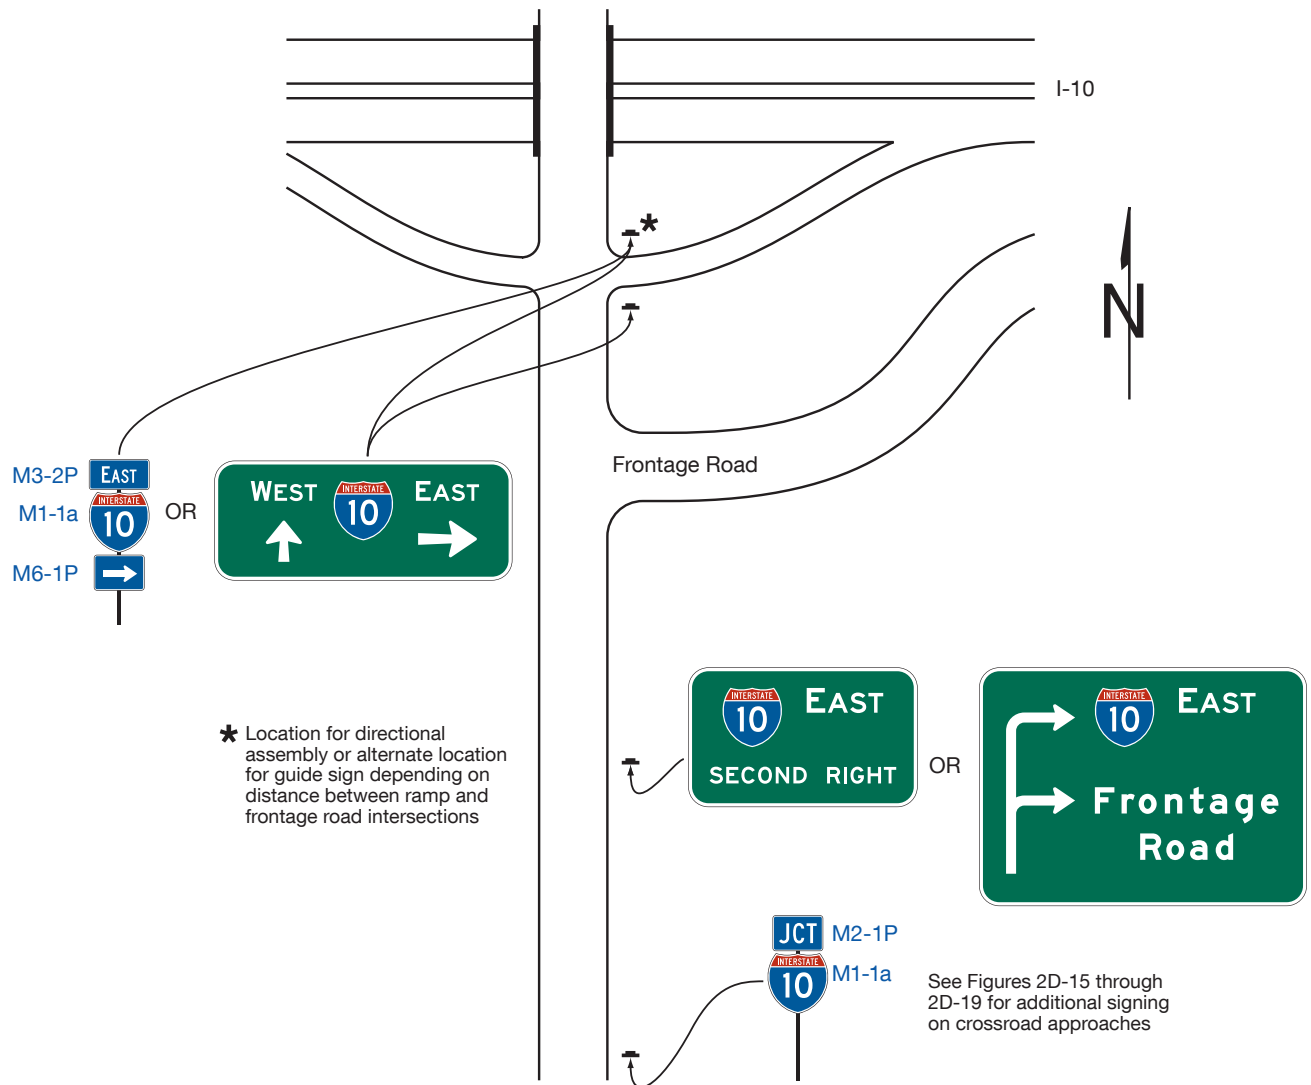 I-10
N
Frontage Road
M3-2P
EAST
M1-1a
INTERSTATE
10
M6-1P
OR
WEST
INTERSTATE
10
EAST
* Location for directional
assembly or alternate location
for guide sign depending on
distance between ramp and
frontage road intersections
INTERSTATE
10
EAST
SECOND RIGHT
OR
INTERSTATE
10
EAST
Frontage
Road
JCT
M2-1P
INTERSTATE
10
M1-1a
See Figures 2D-15 through
2D-19 for additional signing
on crossroad approaches